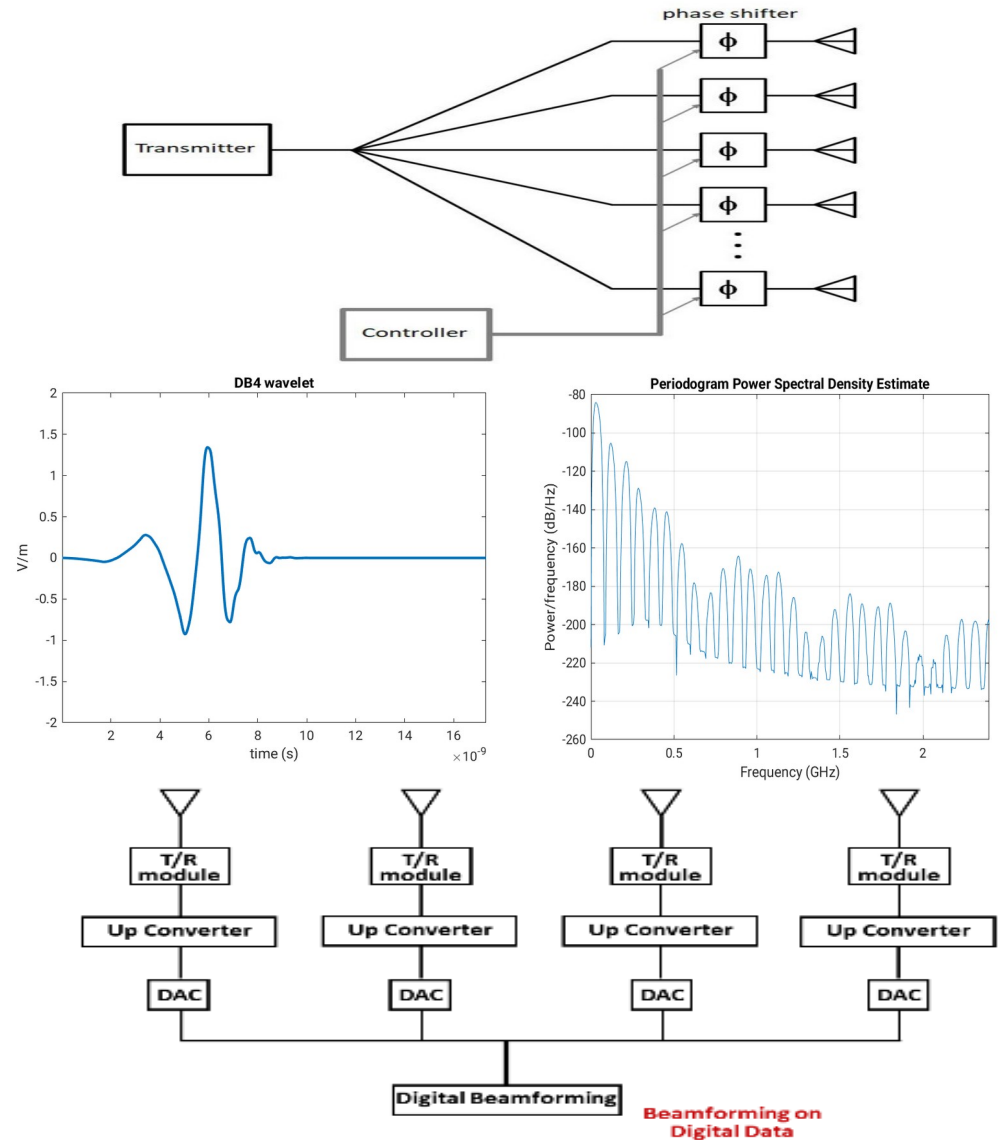 phase shifter
ϕ
ϕ
Transmitter
ϕ
ϕ
ϕ
Controller
DB4 wavelet
2
1.5
1
0.5
0
-0.5
-1
-1.5
-2
V/m
2
4
6
8
10
12
14
16
time (s)
×10⁻⁹
Periodogram Power Spectral Density Estimate
-80
-100
-120
-140
-160
-180
-200
-220
-240
-260
Power/frequency (dB/Hz)
0
0.5
1
1.5
2
Frequency (GHz)
T/R
module
T/R
module
T/R
module
T/R
module
Up Converter
Up Converter
Up Converter
Up Converter
DAC
DAC
DAC
DAC
Digital Beamforming
Beamforming on
Digital Data